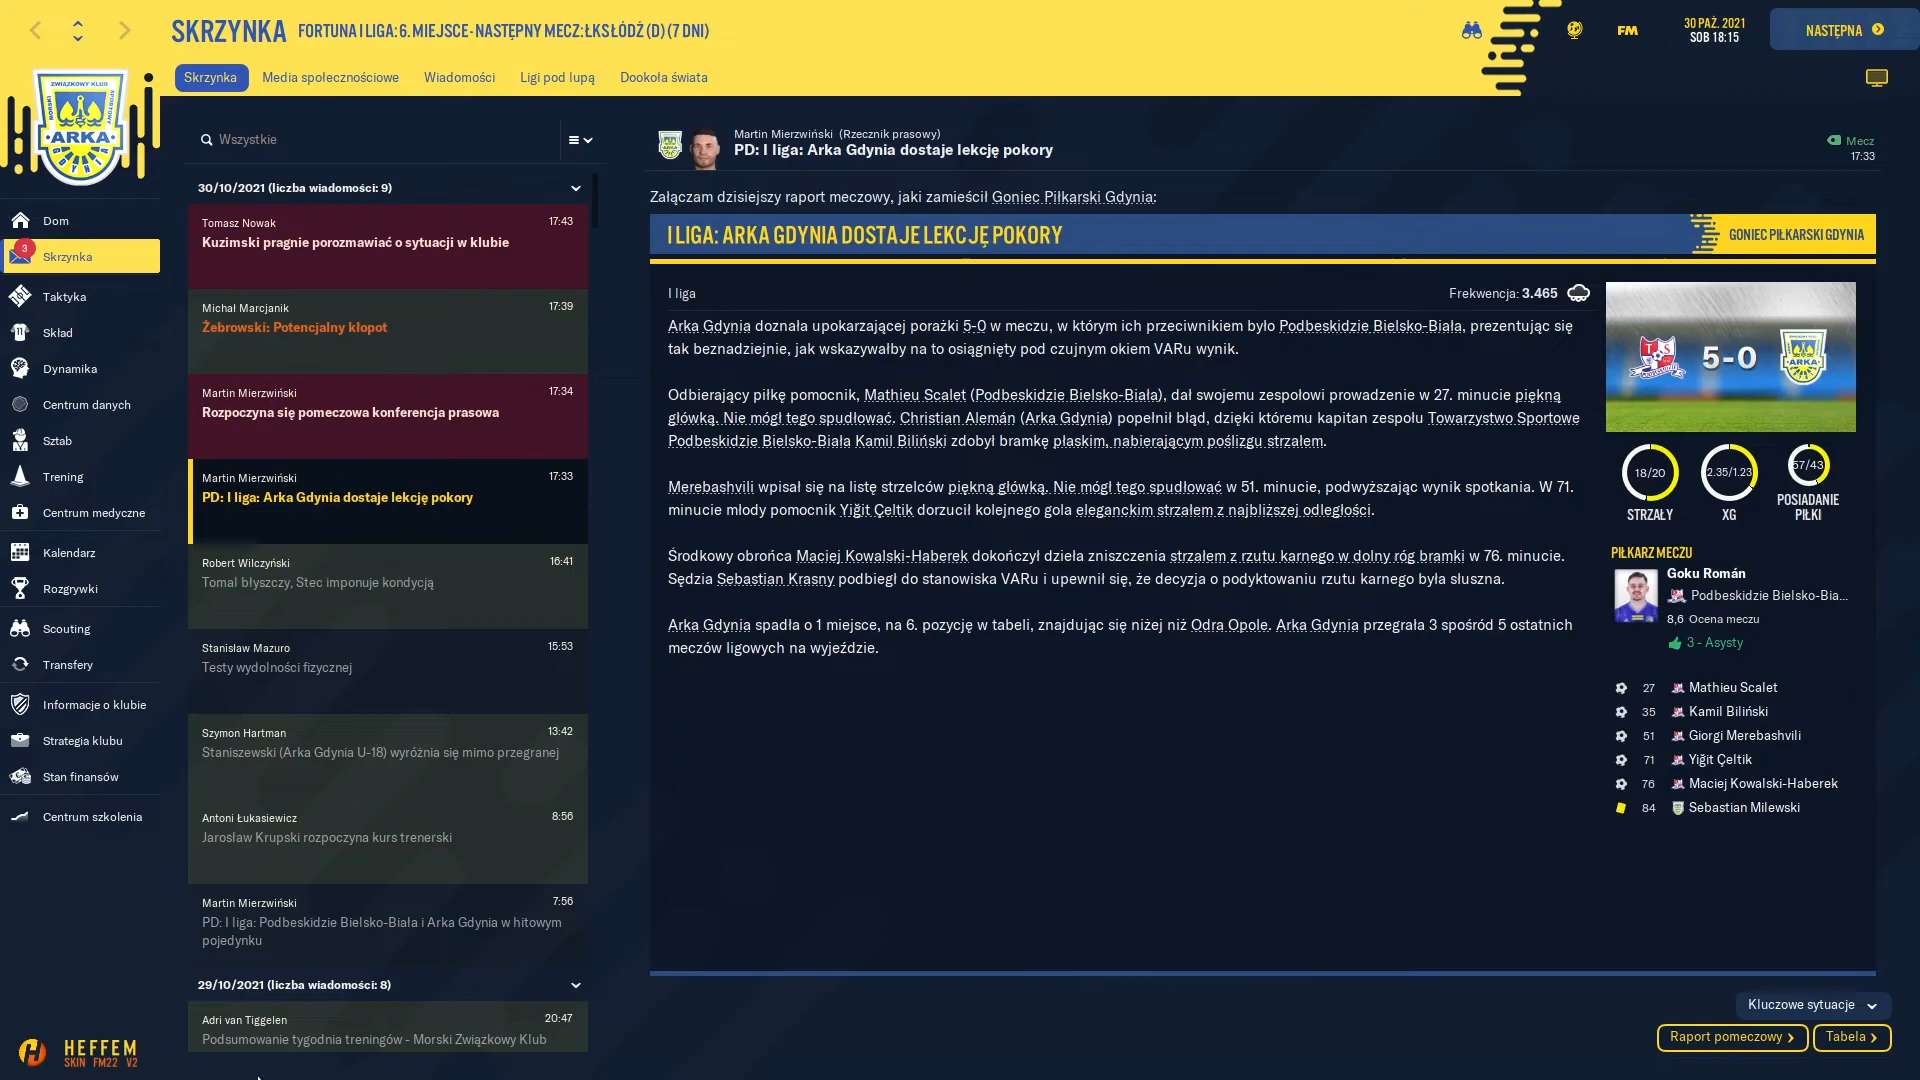 SKRZYNKA FORTUNA I LIGA: 6. MIEJSCE - NASTĘPNY MECZ: ŁKS ŁÓDŹ (D) (7 DNI)
FM
30 PAŹ. 2021
SOB 18:15
NASTĘPNA
Skrzynka Media społecznościowe Wiadomości Ligi pod lupą Dookoła świata
ZWIĄZKOWY KLUB
MORSKI
SPORTOWY
ARKA
GDYNIA
Dom
3
Skrzynka
Taktyka
Skład
Dynamika
Centrum danych
Sztab
Trening
Centrum medyczne
Kalendarz
Rozgrywki
Scouting
Transfery
Informacje o klubie
Strategia klubu
Stan finansów
Centrum szkolenia
HEFFEM
SKIN FM22 V2
Wszystkie
30/10/2021 (liczba wiadomości: 9)
Tomasz Nowak 17:43
Kuzimski pragnie porozmawiać o sytuacji w klubie
Michał Marcjanik 17:39
Żebrowski: Potencjalny kłopot
Martin Mierzwiński 17:34
Rozpoczyna się pomeczowa konferencja prasowa
Martin Mierzwiński 17:33
PD: I liga: Arka Gdynia dostaje lekcję pokory
Robert Wilczyński 16:41
Tomal błyszczy, Stec imponuje kondycją
Stanisław Mazuro 15:53
Testy wydolności fizycznej
Szymon Hartman 13:42
Staniszewski (Arka Gdynia U-18) wyróżnia się mimo przegranej
Antoni Łukasiewicz 8:56
Jarosław Krupski rozpoczyna kurs trenerski
Martin Mierzwiński 7:56
PD: I liga: Podbeskidzie Bielsko-Biała i Arka Gdynia w hitowym
pojedynku
29/10/2021 (liczba wiadomości: 8)
Adri van Tiggelen 20:47
Podsumowanie tygodnia treningów - Morski Związkowy Klub
Martin Mierzwiński (Rzecznik prasowy)
PD: I liga: Arka Gdynia dostaje lekcję pokory
Mecz
17:33
Załączam dzisiejszy raport meczowy, jaki zamieścił Goniec Piłkarski Gdynia:
I LIGA: ARKA GDYNIA DOSTAJE LEKCJĘ POKORY
GONIEC PIŁKARSKI GDYNIA
I liga
Frekwencja: 3.465
Arka Gdynia doznała upokarzającej porażki 5-0 w meczu, w którym ich przeciwnikiem było Podbeskidzie Bielsko-Biała, prezentując się
tak beznadziejnie, jak wskazywałby na to osiągnięty pod czujnym okiem VARu wynik.
Odbierający piłkę pomocnik, Mathieu Scalet (Podbeskidzie Bielsko-Biała), dał swojemu zespołowi prowadzenie w 27. minucie piękną
główką. Nie mógł tego spudłować. Christian Alemán (Arka Gdynia) popełnił błąd, dzięki któremu kapitan zespołu Towarzystwo Sportowe
Podbeskidzie Bielsko-Biała Kamil Biliński zdobył bramkę płaskim, nabierającym poślizgu strzałem.
Merebashvili wpisał się na listę strzelców piękną główką. Nie mógł tego spudłować w 51. minucie, podwyższając wynik spotkania. W 71.
minucie młody pomocnik Yiğit Çeltik dorzucił kolejnego gola eleganckim strzałem z najbliższej odległości.
Środkowy obrońca Maciej Kowalski-Haberek dokończył dzieła zniszczenia strzałem z rzutu karnego w dolny róg bramki w 76. minucie.
Sędzia Sebastian Krasny podbiegł do stanowiska VARu i upewnił się, że decyzja o podyktowaniu rzutu karnego była słuszna.
Arka Gdynia spadła o 1 miejsce, na 6. pozycję w tabeli, znajdując się niżej niż Odra Opole. Arka Gdynia przegrała 3 spośród 5 ostatnich
meczów ligowych na wyjeździe.
5-0
18/20 2.35/1.23 57/43
STRZAŁY XG POSIADANIE PIŁKI
PIŁKARZ MECZU
Goku Román
Podbeskidzie Bielsko-Bia...
8,6 Ocena meczu
3 - Asysty
27 Mathieu Scalet
35 Kamil Biliński
51 Giorgi Merebashvili
71 Yiğit Çeltik
76 Maciej Kowalski-Haberek
84 Sebastian Milewski
Kluczowe sytuacje
Raport pomeczowy Tabela